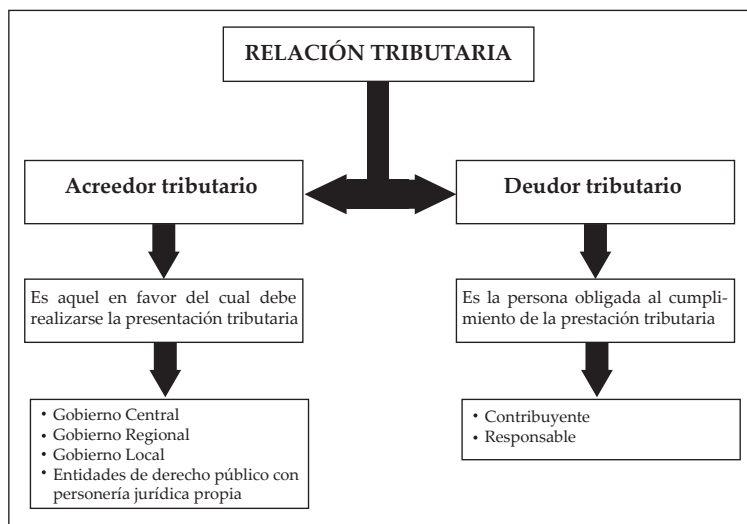 RELACIÓN TRIBUTARIA
Acreedor tributario
Deudor tributario
Es aquel en favor del cual debe
realizarse la presentación tributaria
Es la persona obligada al cumpli-
miento de la prestación tributaria
• Gobierno Central
• Gobierno Regional
• Gobierno Local
• Entidades de derecho público con
personería jurídica propia
• Contribuyente
• Responsable